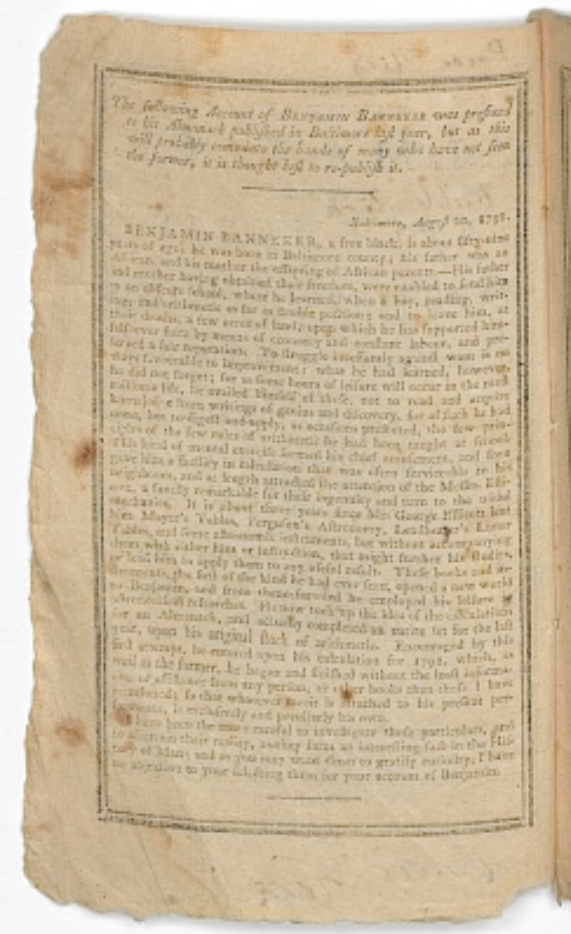 The following Account of BENJAMIN BANNEKER was prefixed
to his Almanack published in Baltimore last year, but as this
will probably come into the hands of many who have not seen
the former, it is thought best to re-publish it.
Baltimore, August 20, 1791.
BENJAMIN BANNEKER, a free black, is about fifty-nine
years of age; he was born in Baltimore county; his father was an
African, and his mother the offspring of African parents.—His father
and mother having obtained their freedom, were enabled to send him
to an obscure school, where he learned, when a boy, reading, writ-
ing, and arithmetic as far as double position; and to leave him, at
their deaths, a few acres of land, upon which he has supported him-
self ever since by means of economy and constant labour, and pre-
served a fair reputation. To struggle incessantly against want is no
ways favourable to improvement: what he had learned, however,
he did not forget; for as some hours of leisure will occur in the most
toilsome life, he availed himself of these, not to read and acquire
knowledge from writings of genius and discovery, for of such he had
none, but to digest and apply, as occasions presented, the few prin-
ciples of the few rules of arithmetic he had been taught at school.
This kind of mental exercise formed his chief amusement, and soon
gave him a facility in calculation that was often serviceable to his
neighbours, and at length attracted the attention of the Messrs. Elli-
cott, a family remarkable for their ingenuity and turn to the useful
mechanics. It is about three years since Mr. George Ellicott lent
him Mayer's Tables, Ferguson's Astronomy, Leadbeater's Lunar
Tables, and some astronomic instruments, but without accompanying
them with either hint or instruction, that might further his studies,
or lead him to apply them to any useful result. These books and in-
struments, the first of the kind he had ever seen, opened a new world
to Benjamin, and from thenceforward he employed his leisure in
astronomical researches. He now took up the idea of the calculations
for an Almanack, and actually completed an entire set for the last
year, upon his original stock of arithmetic. Encouraged by this
first attempt, he entered upon his calculation for 1792, which, as
well as the former, he began and finished without the least informa-
tion or assistance from any person, or other books than those I have
mentioned; so that whatever merit is attached to his present per-
formance, is exclusively and peculiarly his own.
I have been the more careful to investigate those particulars, and
to ascertain their reality, as they form an interesting fact in the His-
tory of Man; and as you may want them to gratify curiosity, I have
no objection to your selecting them for your account of Benjamin.